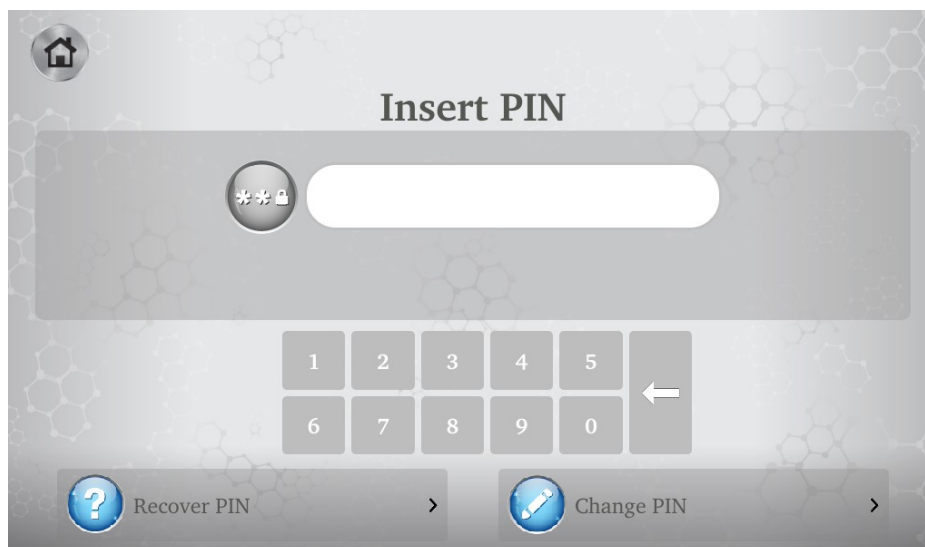 Insert PIN
**
1 2 3 4 5
6 7 8 9 0
Recover PIN
Change PIN